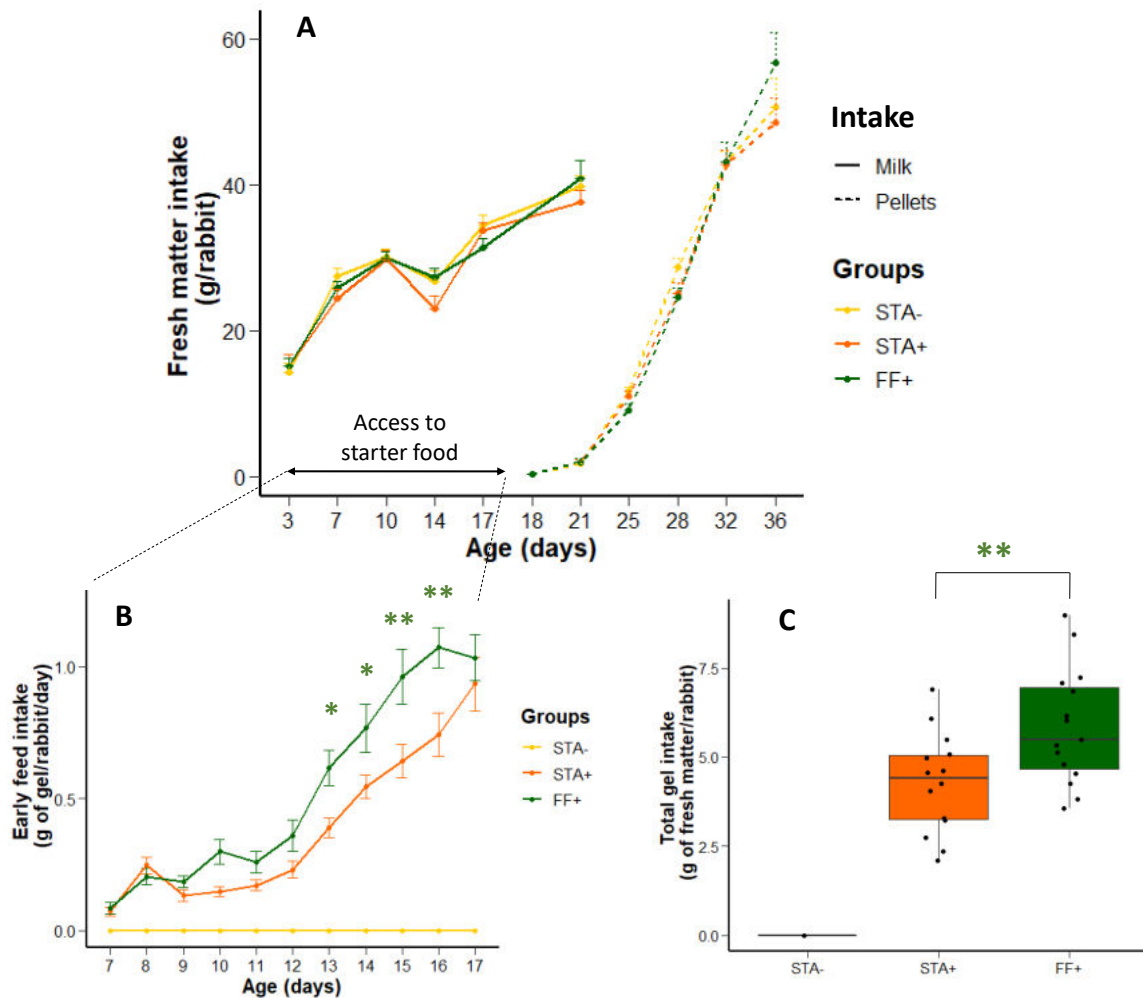 A
60
40
20
0
Fresh matter intake
(g/rabbit)
Access to
starter food
3 7 10 14 17 18 21 25 28 32 36
Age (days)
Intake
Milk
Pellets
Groups
STA-
STA+
FF+
B
1.0
0.5
0.0
Early feed intake
(g of gel/rabbit/day)
* * ** **
7 8 9 10 11 12 13 14 15 16 17
Age (days)
Groups
STA-
STA+
FF+
C
**
7.5
5.0
2.5
0.0
Total gel intake
(g of fresh matter/rabbit)
STA- STA+ FF+